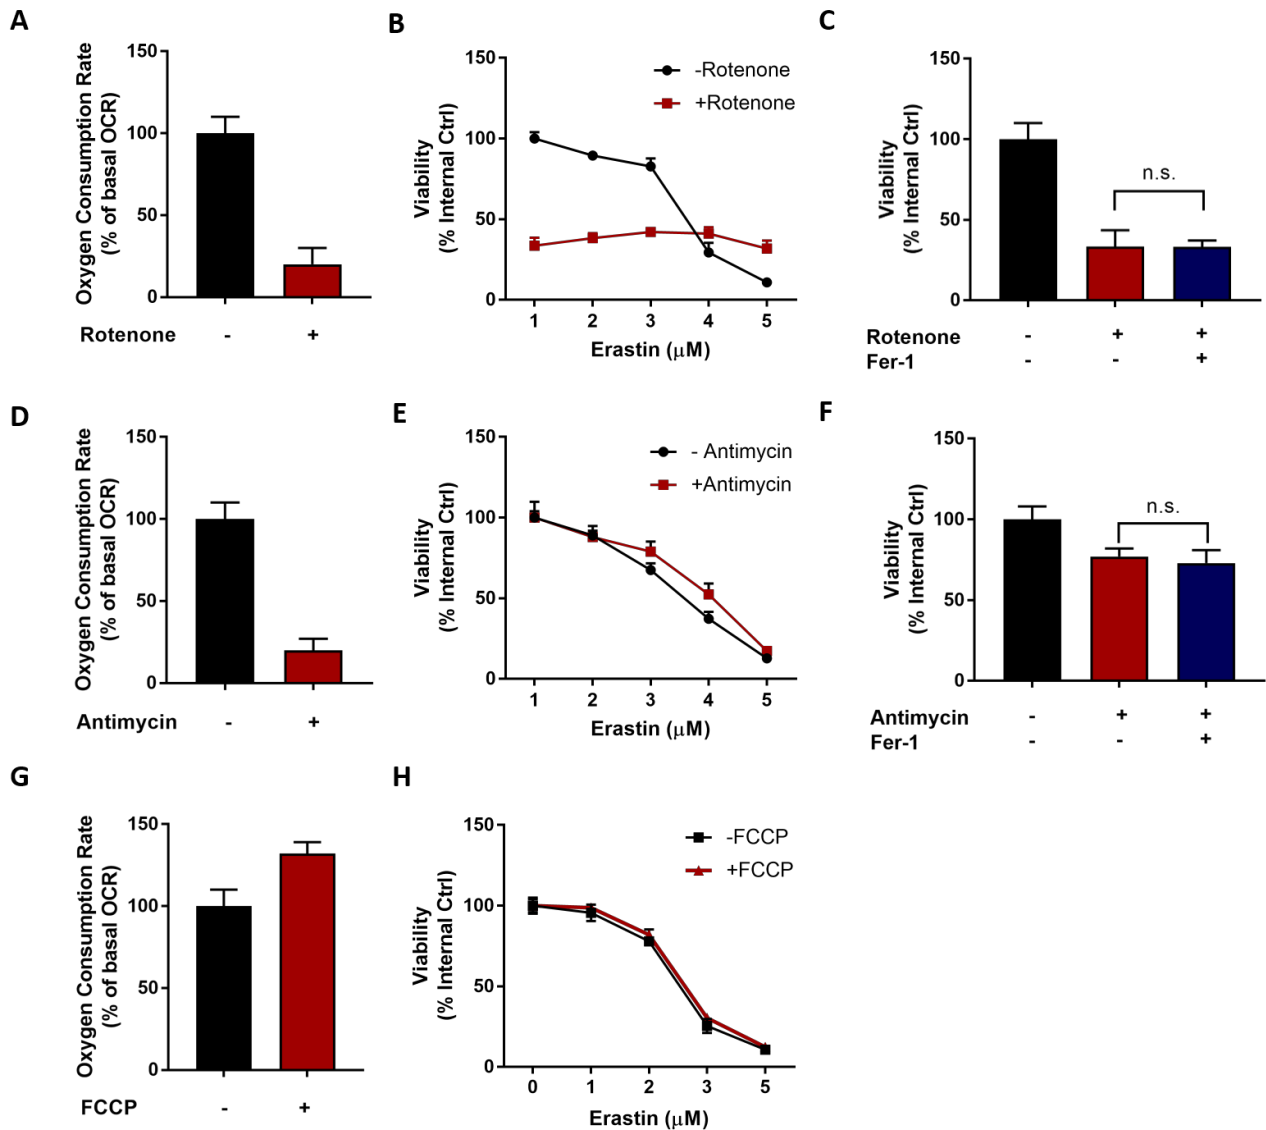 A
Oxygen Consumption Rate
(% of basal OCR)
150
100
50
0
Rotenone - +
B
Viability
(% Internal Ctrl)
150
100
50
0
-Rotenone
+Rotenone
1 2 3 4 5
Erastin (μM)
C
Viability
(% Internal Ctrl)
150
100
50
0
n.s.
Rotenone - + +
Fer-1 - - +
D
Oxygen Consumption Rate
(% of basal OCR)
150
100
50
0
Antimycin - +
E
Viability
(% Internal Ctrl)
150
100
50
0
- Antimycin
+Antimycin
1 2 3 4 5
Erastin (μM)
F
Viability
(% Internal Ctrl)
150
100
50
0
n.s.
Antimycin - + +
Fer-1 - - +
G
Oxygen Consumption Rate
(% of basal OCR)
150
100
50
0
FCCP - +
H
Viability
(% Internal Ctrl)
150
100
50
0
-FCCP
+FCCP
0 1 2 3 5
Erastin (μM)